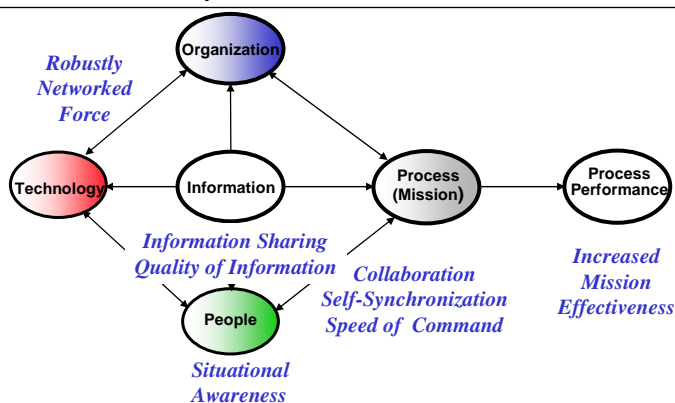 Organization
Robustly
Networked
Force
Technology
Information
Process
(Mission)
Process
Performance
Information Sharing
Quality of Information
Collaboration
Self-Synchronization
Speed of Command
Increased
Mission
Effectiveness
People
Situational
Awareness